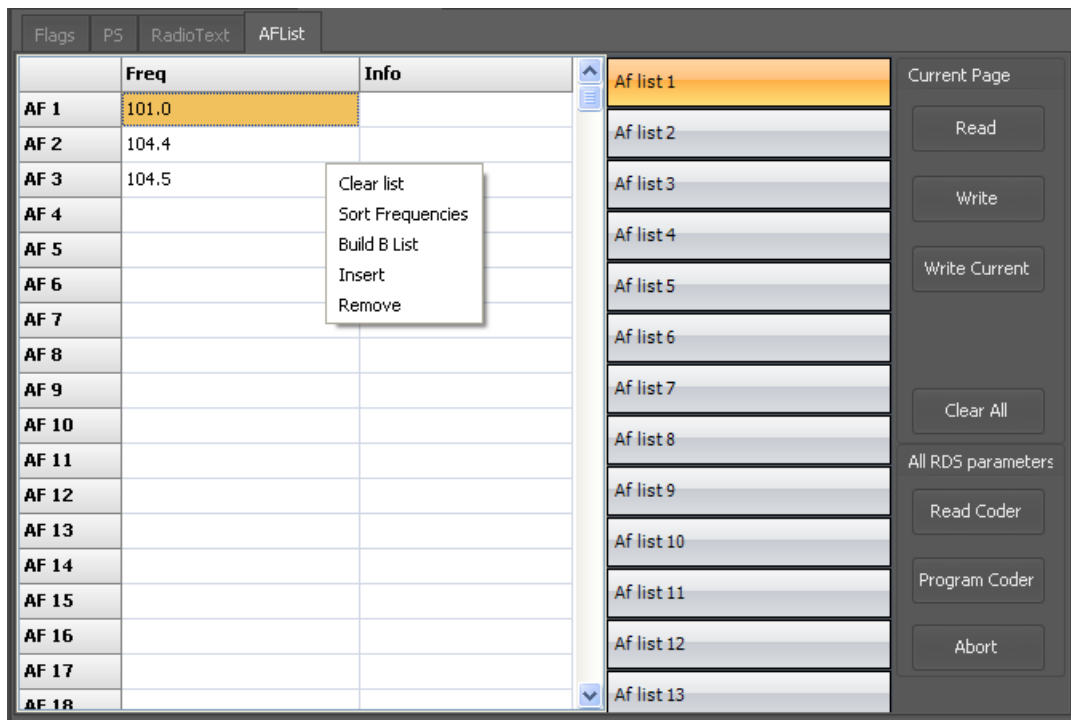 Flags PS RadioText AFList
Freq Info
AF 1 101.0
AF 2 104.4
AF 3 104.5
AF 4
AF 5
AF 6
AF 7
AF 8
AF 9
AF 10
AF 11
AF 12
AF 13
AF 14
AF 15
AF 16
AF 17
AF 18
Clear list
Sort Frequencies
Build B List
Insert
Remove
Af list 1
Af list 2
Af list 3
Af list 4
Af list 5
Af list 6
Af list 7
Af list 8
Af list 9
Af list 10
Af list 11
Af list 12
Af list 13
Current Page
Read
Write
Write Current
Clear All
All RDS parameters
Read Coder
Program Coder
Abort